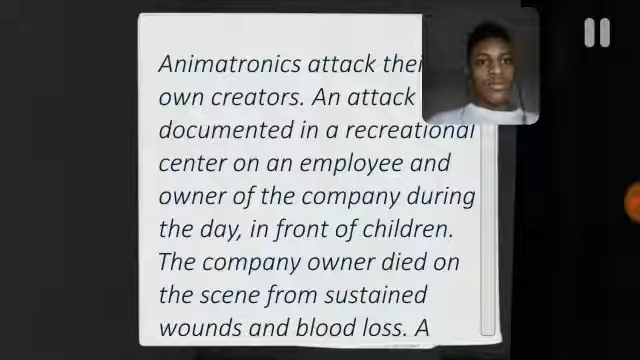 Animatronics attack thei
own creators. An attack
documented in a recreational
center on an employee and
owner of the company during
the day, in front of children.
The company owner died on
the scene from sustained
wounds and blood loss. A